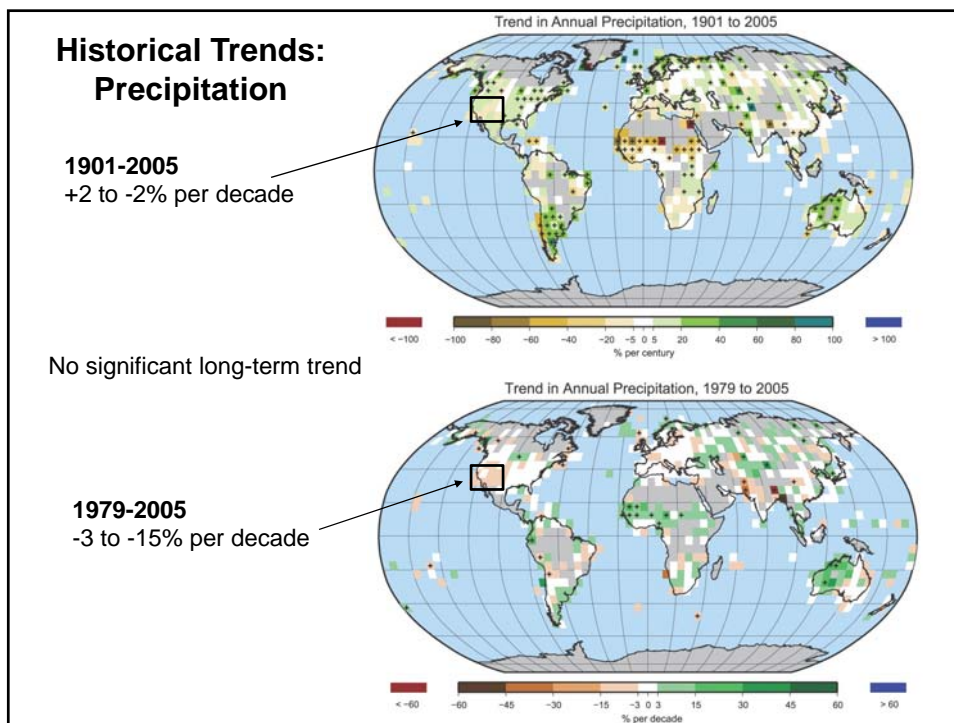 Historical Trends:
Precipitation
1901-2005
+2 to -2% per decade
Trend in Annual Precipitation, 1901 to 2005
< -100
-100 -80 -60 -40 -20 -5 0 5 20 40 60 80 100
> 100
% per century
No significant long-term trend
Trend in Annual Precipitation, 1979 to 2005
1979-2005
-3 to -15% per decade
< -60
-60 -45 -30 -15 -3 0 3 15 30 45 60
> 60
% per decade